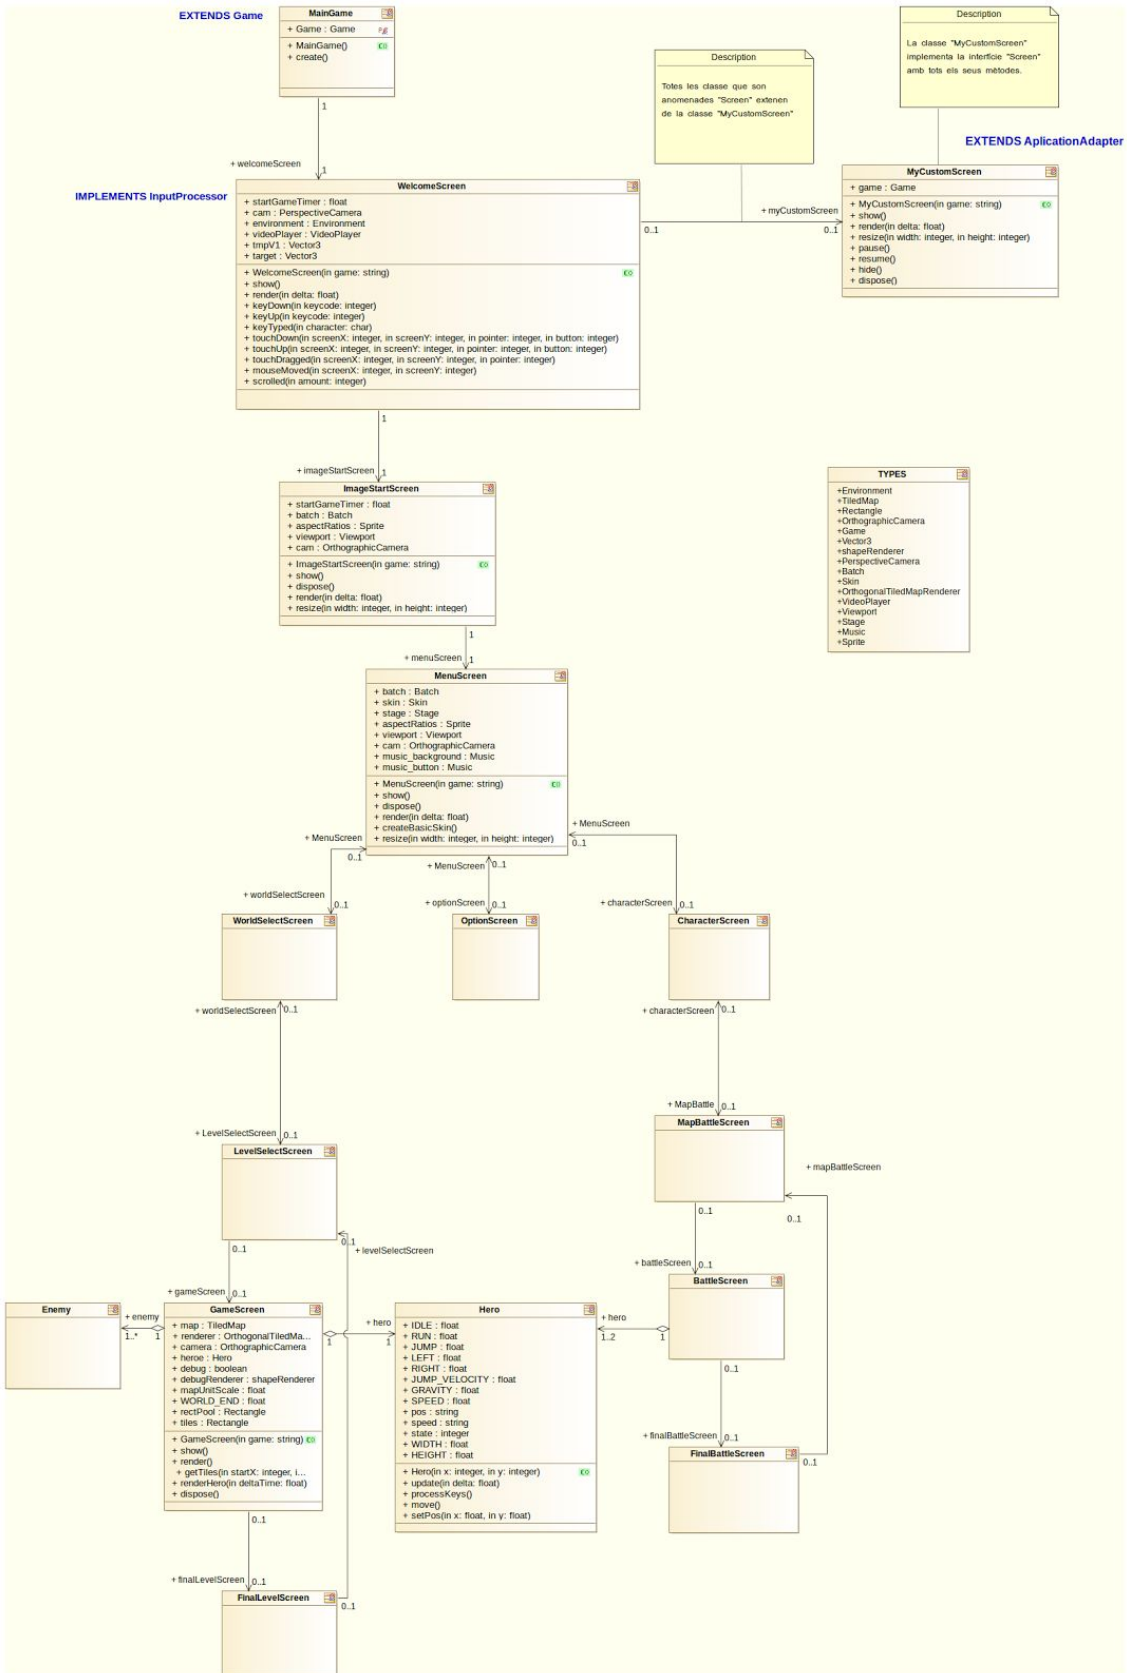 EXTENDS Game
MainGame
+ Game : Game
+ MainGame()
+ create()
1
+ welcomeScreen
1
Description
Totes les classe que son
anomenades "Screen" extenen
de la classe "MyCustomScreen"
Description
La classe "MyCustomScreen"
implementa la interfície "Screen"
amb tots els seus mètodes.
EXTENDS AplicationAdapter
IMPLEMENTS InputProcessor
WelcomeScreen
+ startGameTimer : float
+ cam : PerspectiveCamera
+ environment : Environment
+ videoPlayer : VideoPlayer
+ tmpV1 : Vector3
+ target : Vector3
+ WelcomeScreen(in game: string)
+ show()
+ render(in delta: float)
+ keyDown(in keycode: integer)
+ keyUp(in keycode: integer)
+ keyTyped(in character: char)
+ touchDown(in screenX: integer, in screenY: integer, in pointer: integer, in button: integer)
+ touchUp(in screenX: integer, in screenY: integer, in pointer: integer, in button: integer)
+ touchDragged(in screenX: integer, in screenY: integer, in pointer: integer)
+ mouseMoved(in screenX: integer, in screenY: integer)
+ scrolled(in amount: integer)
0..1
+ myCustomScreen
0..1
MyCustomScreen
+ game : Game
+ MyCustomScreen(in game: string)
+ show()
+ render(in delta: float)
+ resize(in width: integer, in height: integer)
+ pause()
+ resume()
+ hide()
+ dispose()
1
+ imageStartScreen
1
ImageStartScreen
+ startGameTimer : float
+ batch : Batch
+ aspectRatios : Sprite
+ viewport : Viewport
+ cam : OrthographicCamera
+ ImageStartScreen(in game: string)
+ show()
+ dispose()
+ render(in delta: float)
+ resize(in width: integer, in height: integer)
TYPES
+Environment
+TiledMap
+Rectangle
+OrthographicCamera
+Game
+Vector3
+shapeRenderer
+PerspectiveCamera
+Batch
+Skin
+OrthogonalTiledMapRenderer
+VideoPlayer
+Viewport
+Stage
+Music
+Sprite
1
+ menuScreen
1
MenuScreen
+ batch : Batch
+ skin : Skin
+ stage : Stage
+ aspectRatios : Sprite
+ viewport : Viewport
+ cam : OrthographicCamera
+ music_background : Music
+ music_button : Music
+ MenuScreen(in game: string)
+ show()
+ dispose()
+ render(in delta: float)
+ createBasicSkin()
+ resize(in width: integer, in height: integer)
+ MenuScreen
0..1
+ MenuScreen
0..1
+ MenuScreen
0..1
+ worldSelectScreen
0..1
+ optionScreen
0..1
+ characterScreen
0..1
WorldSelectScreen
OptionScreen
CharacterScreen
+ worldSelectScreen
0..1
+ characterScreen
0..1
+ MapBattle
0..1
MapBattleScreen
+ LevelSelectScreen
0..1
LevelSelectScreen
+ mapBattleScreen
0..1
0..1
0..1
0..1
+ levelSelectScreen
+ battleScreen
0..1
BattleScreen
+ gameScreen
0..1
Enemy
+ enemy
1..*
1
GameScreen
+ map : TiledMap
+ renderer : OrthogonalTiledMa...
+ camera : OrthographicCamera
+ heroe : Hero
+ debug : boolean
+ debugRenderer : shapeRenderer
+ mapUnitScale : float
+ WORLD_END : float
+ rectPool : Rectangle
+ tiles : Rectangle
+ GameScreen(in game: string)
+ show()
+ render()
+ getTiles(in startX: integer, i...
+ renderHero(in deltaTime: float)
+ dispose()
1
+ hero
1
Hero
+ IDLE : float
+ RUN : float
+ JUMP : float
+ LEFT : float
+ RIGHT : float
+ JUMP_VELOCITY : float
+ GRAVITY : float
+ SPEED : float
+ pos : string
+ speed : string
+ state : integer
+ WIDTH : float
+ HEIGHT : float
+ Hero(in x: integer, in y: integer)
+ update(in delta: float)
+ processKeys()
+ move()
+ setPos(in x: float, in y: float)
+ hero
1..2
1
0..1
+ finalBattleScreen
0..1
FinalBattleScreen
0..1
0..1
+ finalLevelScreen
0..1
FinalLevelScreen
0..1